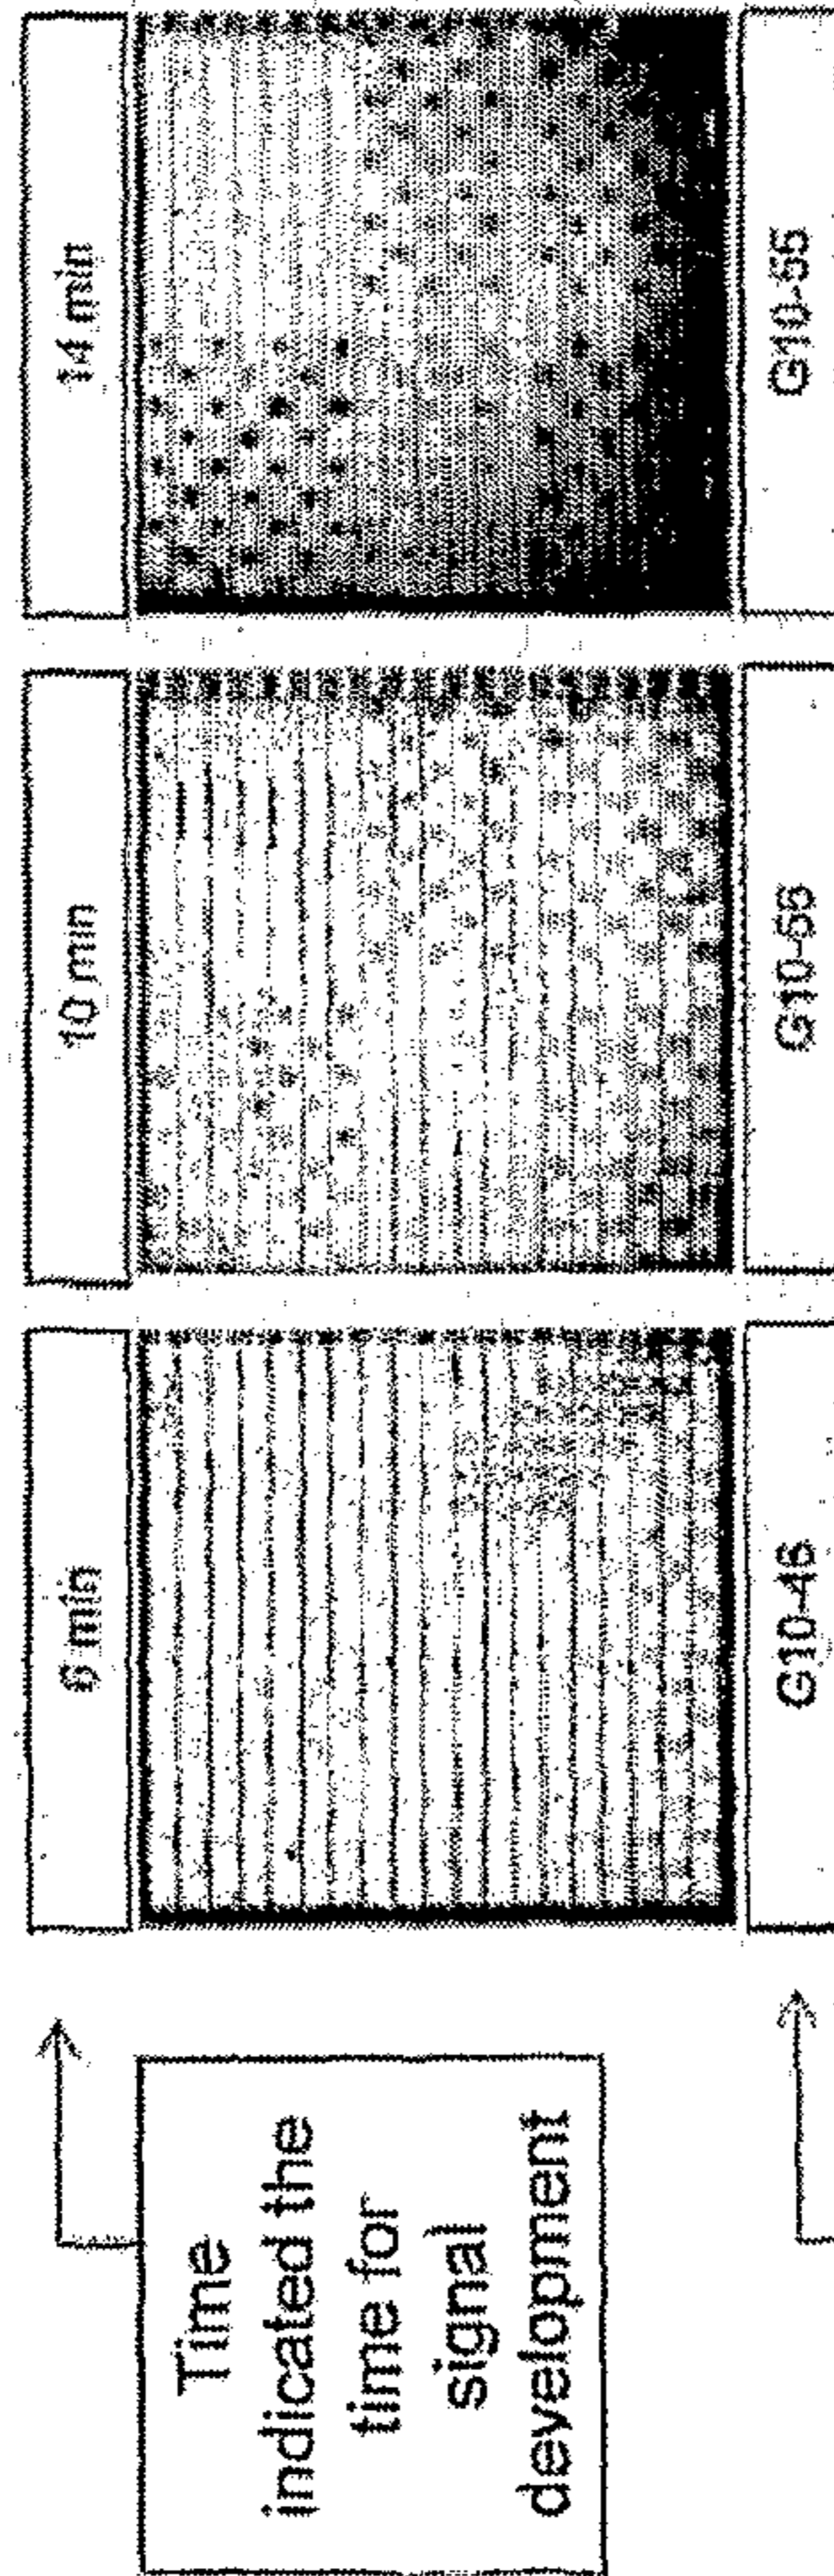 Time
indicated the
time for
signal
development
6 min
10 min
14 min
G10-46
G10-55
G10-55